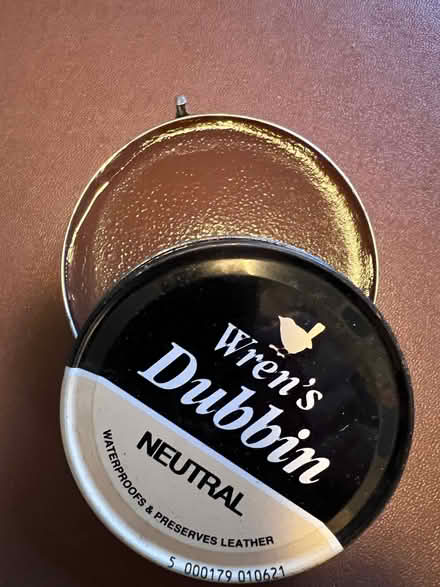 Wren's
Dubbin
NEUTRAL
WATERPROOFS & PRESERVES LEATHER
5 000179 010621